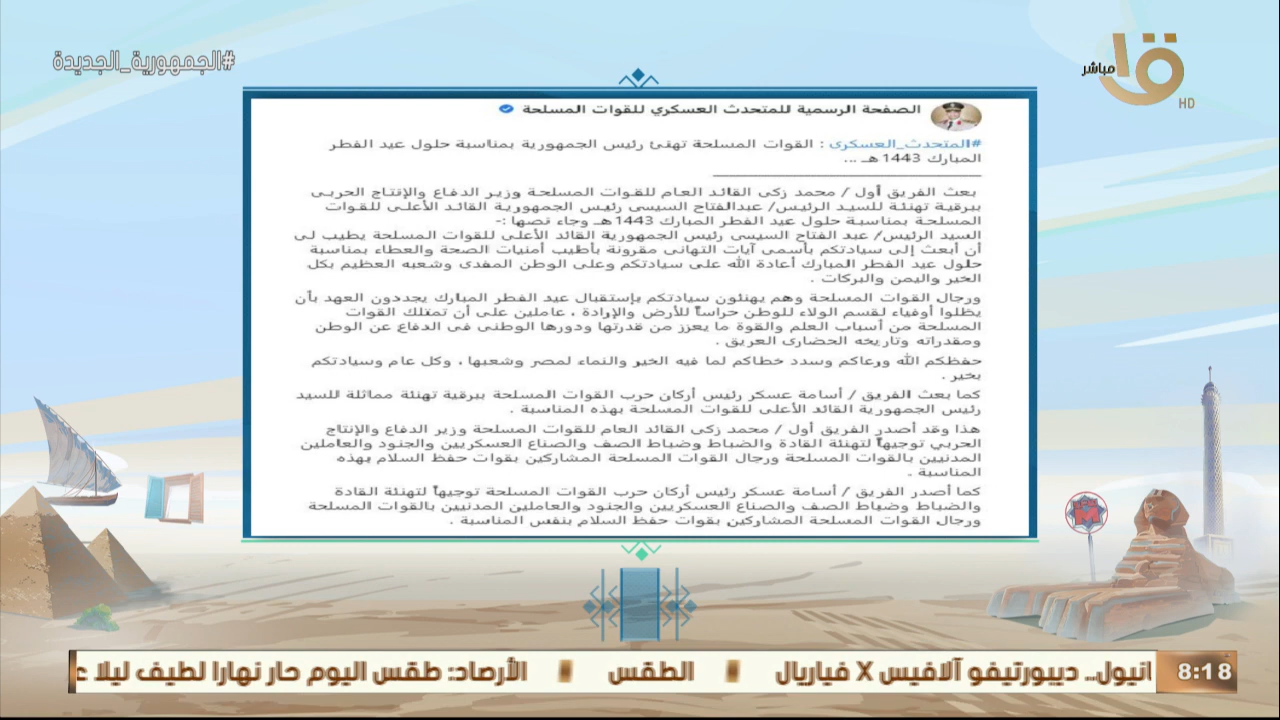 #الجمهورية_الجديدة
مباشر
HD
الصفحة الرسمية للمتحدث العسكري للقوات المسلحة
#المتحدث_العسكرى : القوات المسلحة تهنئ رئيس الجمهورية بمناسبة حلول عيد الفطر
المبارك 1443 هـ ...
بعث الفريق أول / محمد زكى القائد العام للقوات المسلحة وزير الدفاع والإنتاج الحربى
ببرقية تهنئة للسيد الرئيس/ عبدالفتاح السيسى رئيس الجمهورية القائد الأعلى للقوات
المسلحة بمناسبة حلول عيد الفطر المبارك 1443هـ وجاء نصها :-
السيد الرئيس/ عبد الفتاح السيسى رئيس الجمهورية القائد الأعلى للقوات المسلحة يطيب لى
أن أبعث إلى سيادتكم بأسمى آيات التهانى مقرونة بأطيب أمنيات الصحة والعطاء بمناسبة
حلول عيد الفطر المبارك أعادة الله على سيادتكم وعلى الوطن المفدى وشعبه العظيم بكل
الخير واليمن والبركات .
ورجال القوات المسلحة وهم يهنئون سيادتكم بإستقبال عيد الفطر المبارك يجددون العهد بأن
يظلوا أوفياء لقسم الولاء للوطن حراساً للأرض والإرادة ، عاملين على أن تمتلك القوات
المسلحة من أسباب العلم والقوة ما يعزز من قدرتها ودورها الوطنى فى الدفاع عن الوطن
ومقدراته وتاريخه الحضارى العريق .
حفظكم الله ورعاكم وسدد خطاكم لما فيه الخير والنماء لمصر وشعبها ، وكل عام وسيادتكم
بخير .
كما بعث الفريق / أسامة عسكر رئيس أركان حرب القوات المسلحة ببرقية تهنئة مماثلة للسيد
رئيس الجمهورية القائد الأعلى للقوات المسلحة بهذه المناسبة .
هذا وقد أصدر الفريق أول / محمد زكى القائد العام للقوات المسلحة وزير الدفاع والإنتاج
الحربي توجيهاً لتهنئة القادة والضباط وضباط الصف والصناع العسكريين والجنود والعاملين
المدنيين بالقوات المسلحة ورجال القوات المسلحة المشاركين بقوات حفظ السلام بهذه
المناسبة .
كما أصدر الفريق / أسامة عسكر رئيس أركان حرب القوات المسلحة توجيهاً لتهنئة القادة
والضباط وضباط الصف والصناع العسكريين والجنود والعاملين المدنيين بالقوات المسلحة
ورجال القوات المسلحة المشاركين بقوات حفظ السلام بنفس المناسبة .
M
8:18 انيول.. ديبورتيفو آلافيس X فياريال الطقس الأرصاد: طقس اليوم حار نهارا لطيف ليلا